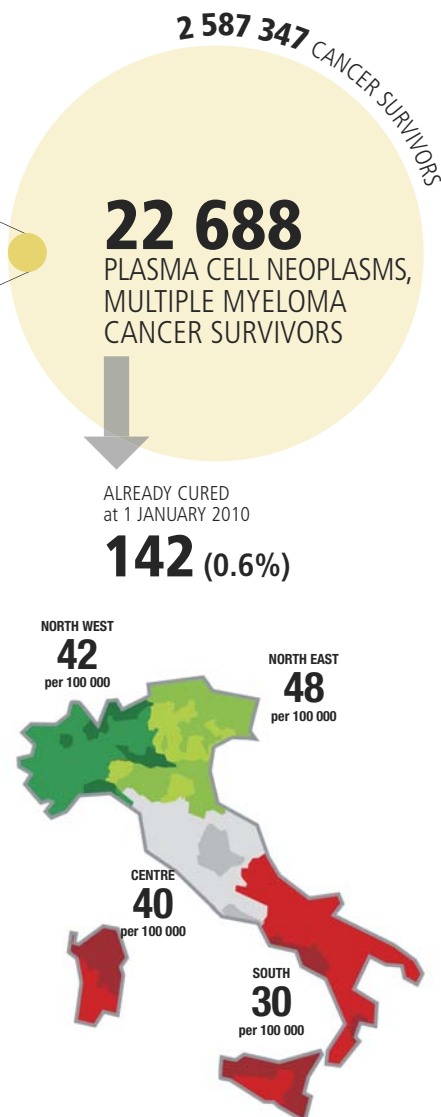 2 587 347 CANCER SURVIVORS
22 688
PLASMA CELL NEOPLASMS,
MULTIPLE MYELOMA
CANCER SURVIVORS
ALREADY CURED
at 1 JANUARY 2010
142 (0.6%)
NORTH WEST
42
per 100 000
NORTH EAST
48
per 100 000
CENTRE
40
per 100 000
SOUTH
30
per 100 000